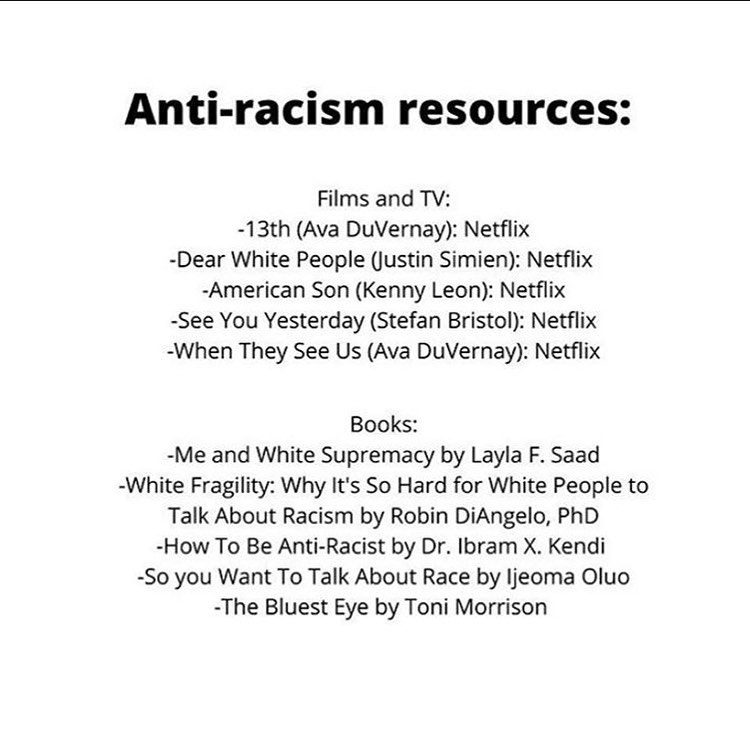 Anti-racism resources:
Films and TV:
-13th (Ava DuVernay): Netflix
-Dear White People (Justin Simien): Netflix
-American Son (Kenny Leon): Netflix
-See You Yesterday (Stefan Bristol): Netflix
-When They See Us (Ava DuVernay): Netflix
Books:
-Me and White Supremacy by Layla F. Saad
-White Fragility: Why It's So Hard for White People to
Talk About Racism by Robin DiAngelo, PhD
-How To Be Anti-Racist by Dr. Ibram X. Kendi
-So you Want To Talk About Race by Ijeoma Oluo
-The Bluest Eye by Toni Morrison